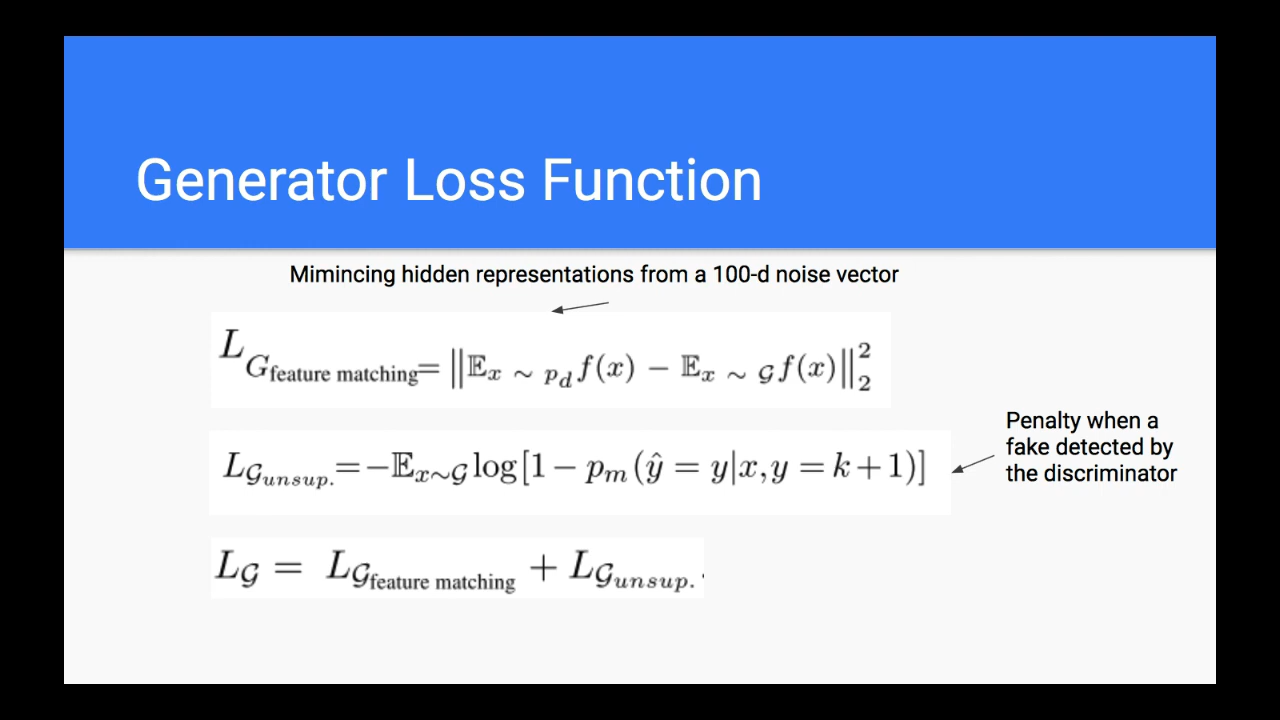 Generator Loss Function
Mimincing hidden representations from a 100-d noise vector
L_{G_{feature matching}} = ||𝔼_{x ∼ p_d} f(x) − 𝔼_{x ∼ 𝒢} f(x)||_2^2
Penalty when a
fake detected by
the discriminator
L_{𝒢_{unsup.}} = −𝔼_{x∼𝒢} log[1 − p_m(ŷ = y|x, y = k + 1)]
L_𝒢 = L_{𝒢_{feature matching}} + L_{𝒢_{unsup.}}.